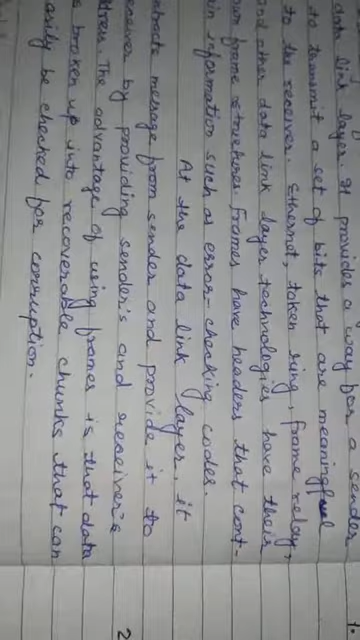 data link layer. It provides a way for a sender
to transmit a set of bits that are meaningful
to the receiver. Ethernet, token ring, frame relay,
and other data link layer technologies have their
own frame structures. Frames have headers that cont-
ain information such as error-checking codes.
At the data link layer, it
message from sender and provide it to
receiver by providing sender's and receiver's
address. The advantage of using frames is that data
is broken up into recoverable chunks that can
easily be checked for corruption.
1.
2